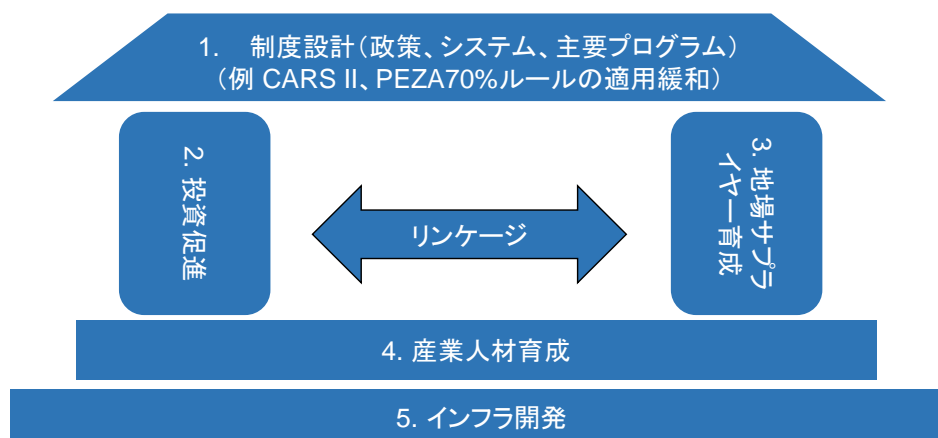 1. 制度設計(政策、システム、主要プログラム)
(例 CARS II、PEZA70%ルールの適用緩和)
2. 投資促進
リンケージ
3. 地場サプラ
イヤー育成
4. 産業人材育成
5. インフラ開発